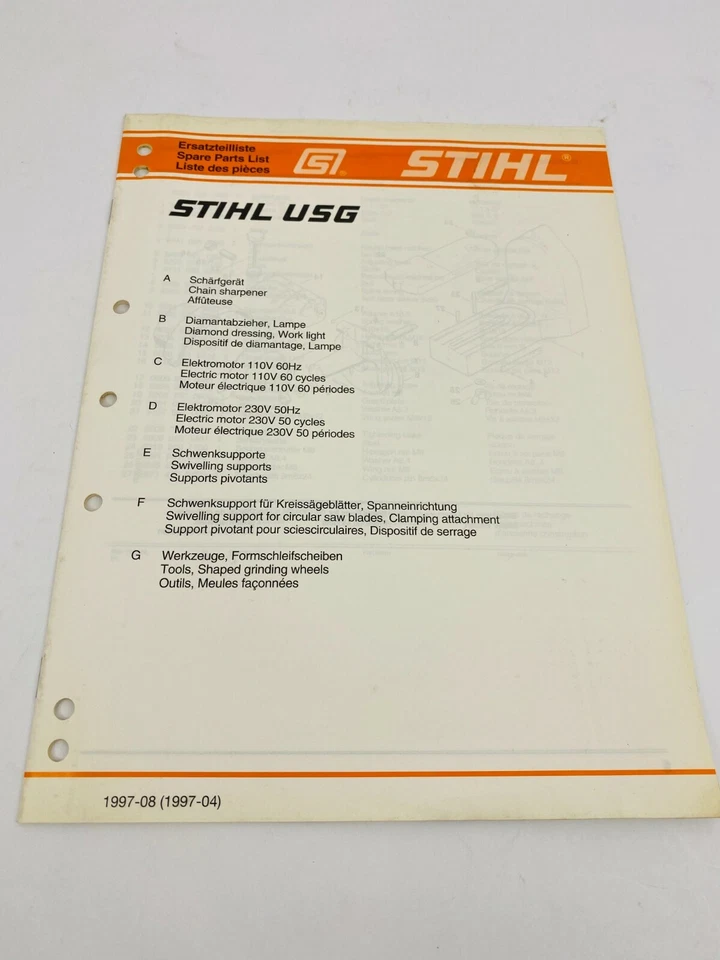 Ersatzteilliste
Spare Parts List
Liste des pièces
STIHL®
STIHL USG
A Schärfgerät
Chain sharpener
Affûteuse
B Diamantabzieher, Lampe
Diamond dressing, Work light
Dispositif de diamantage, Lampe
C Elektromotor 110V 60Hz
Electric motor 110V 60 cycles
Moteur électrique 110V 60 périodes
D Elektromotor 230V 50Hz
Electric motor 230V 50 cycles
Moteur électrique 230V 50 périodes
E Schwenksupporte
Swivelling supports
Supports pivotants
F Schwenksupport für Kreissägeblätter, Spanneinrichtung
Swivelling support for circular saw blades, Clamping attachment
Support pivotant pour sciescirculaires, Dispositif de serrage
G Werkzeuge, Formschleifscheiben
Tools, Shaped grinding wheels
Outils, Meules façonnées
1997-08 (1997-04)